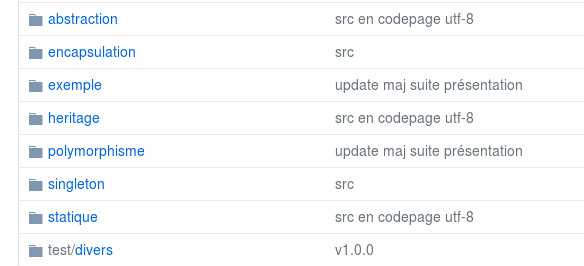 abstraction src en codepage utf-8
encapsulation src
exemple update maj suite présentation
heritage src en codepage utf-8
polymorphisme update maj suite présentation
singleton src
statique src en codepage utf-8
test/divers v1.0.0